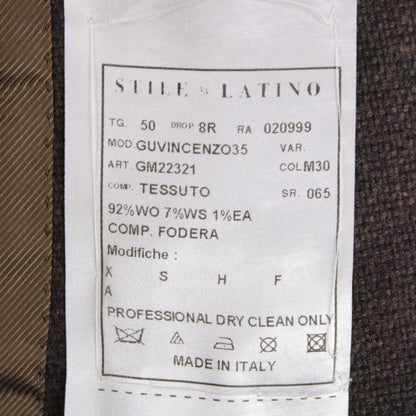 STILE LATINO
TG. 50 DROP 8R RA 020999
MOD. GUVINCENZO35 VAR.
ART. GM22321 COL M30
COMP. TESSUTO SR. 065
92%WO 7%WS 1%EA
COMP. FODERA
Modifiche :
X S H F
A
PROFESSIONAL DRY CLEAN ONLY
MADE IN ITALY